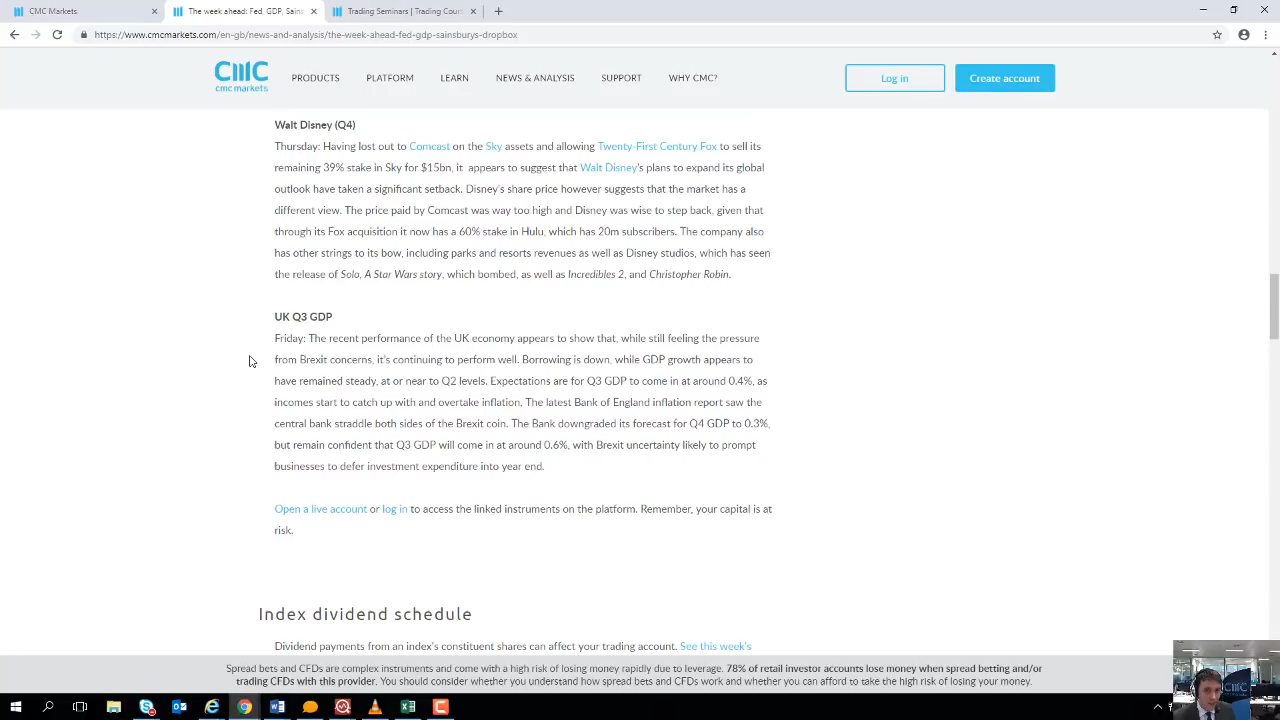 CMC Markets
The week ahead: Fed, GDP, Sains
Trading Seminars | Trading Cours
https://www.cmcmarkets.com/en-gb/news-and-analysis/the-week-ahead-fed-gdp-sainsburys-dropbox
cmc markets
PRODUCTS PLATFORM LEARN NEWS & ANALYSIS SUPPORT WHY CMC? Log in Create account
Walt Disney (Q4)
Thursday: Having lost out to Comcast on the Sky assets and allowing Twenty-First Century Fox to sell its
remaining 39% stake in Sky for $15bn, it appears to suggest that Walt Disney's plans to expand its global
outlook have taken a significant setback. Disney's share price however suggests that the market has a
different view. The price paid by Comcast was way too high and Disney was wise to step back, given that
through its Fox acquisition it now has a 60% stake in Hulu, which has 20m subscribers. The company also
has other strings to its bow, including parks and resorts revenues as well as Disney studios, which has seen
the release of Solo, A Star Wars story, which bombed, as well as Incredibles 2, and Christopher Robin.
UK Q3 GDP
Friday: The recent performance of the UK economy appears to show that, while still feeling the pressure
from Brexit concerns, it's continuing to perform well. Borrowing is down, while GDP growth appears to
have remained steady, at or near to Q2 levels. Expectations are for Q3 GDP to come in at around 0.4%, as
incomes start to catch up with and overtake inflation. The latest Bank of England inflation report saw the
central bank straddle both sides of the Brexit coin. The Bank downgraded its forecast for Q4 GDP to 0.3%,
but remain confident that Q3 GDP will come in at around 0.6%, with Brexit uncertainty likely to prompt
businesses to defer investment expenditure into year end.
Open a live account or log in to access the linked instruments on the platform. Remember, your capital is at
risk.
Index dividend schedule
Dividend payments from an index's constituent shares can affect your trading account. See this week's
Spread bets and CFDs are complex instruments and come with a high risk of losing money rapidly due to leverage. 78% of retail investor accounts lose money when spread betting and/or
trading CFDs with this provider. You should consider whether you understand how spread bets and CFDs work and whether you can afford to take the high risk of losing your money.